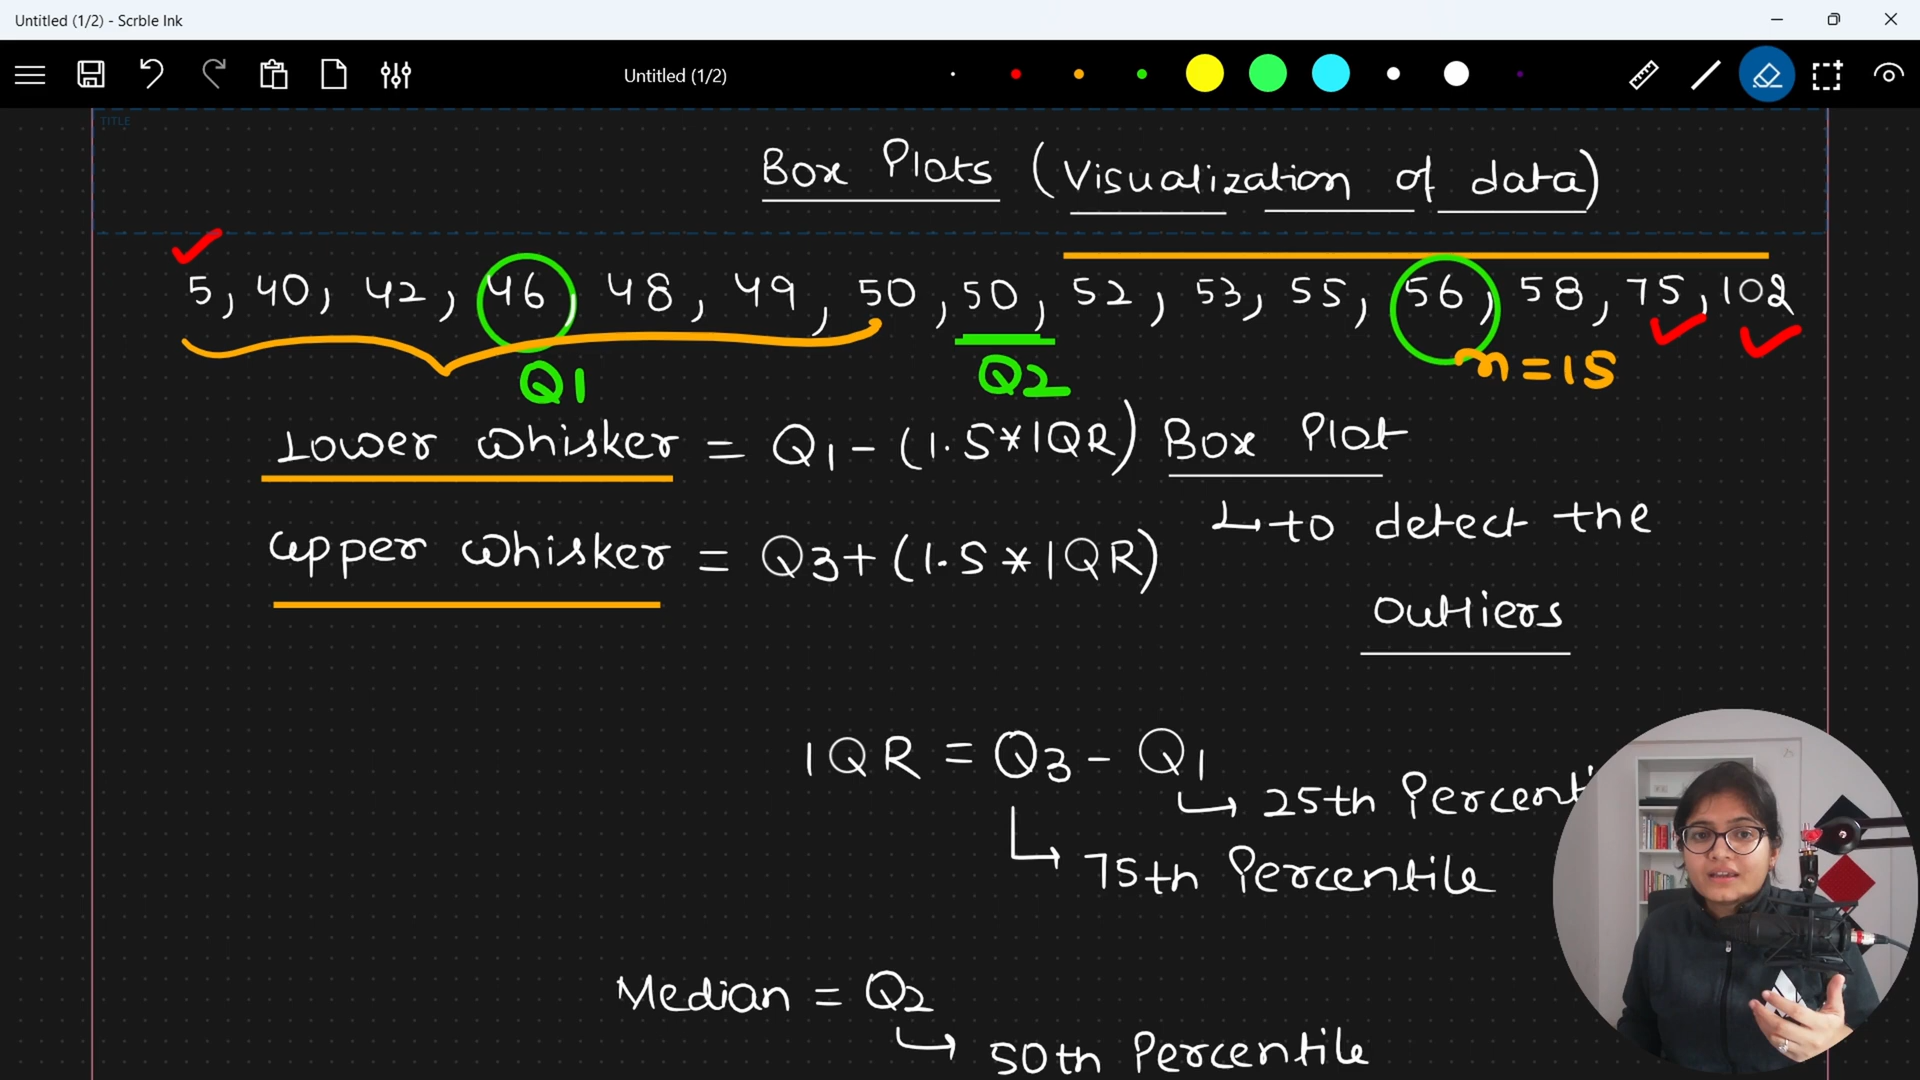 Untitled (1/2) - Scrble Ink
Untitled (1/2)
TITLE
Box Plots (Visualization of data)
5, 40, 42, 46, 48, 49, 50, 50, 52, 53, 55, 56, 58, 75, 102
Q1 Q2 n=15
Lower whisker = Q1 - (1.5*IQR) Box Plot
↳ to detect the
upper whisker = Q3 + (1.5*IQR)
outliers
IQR = Q3 - Q1
↳ 25th Percenti
↳ 75th Percentile
Median = Q2
↳ 50th Percentile